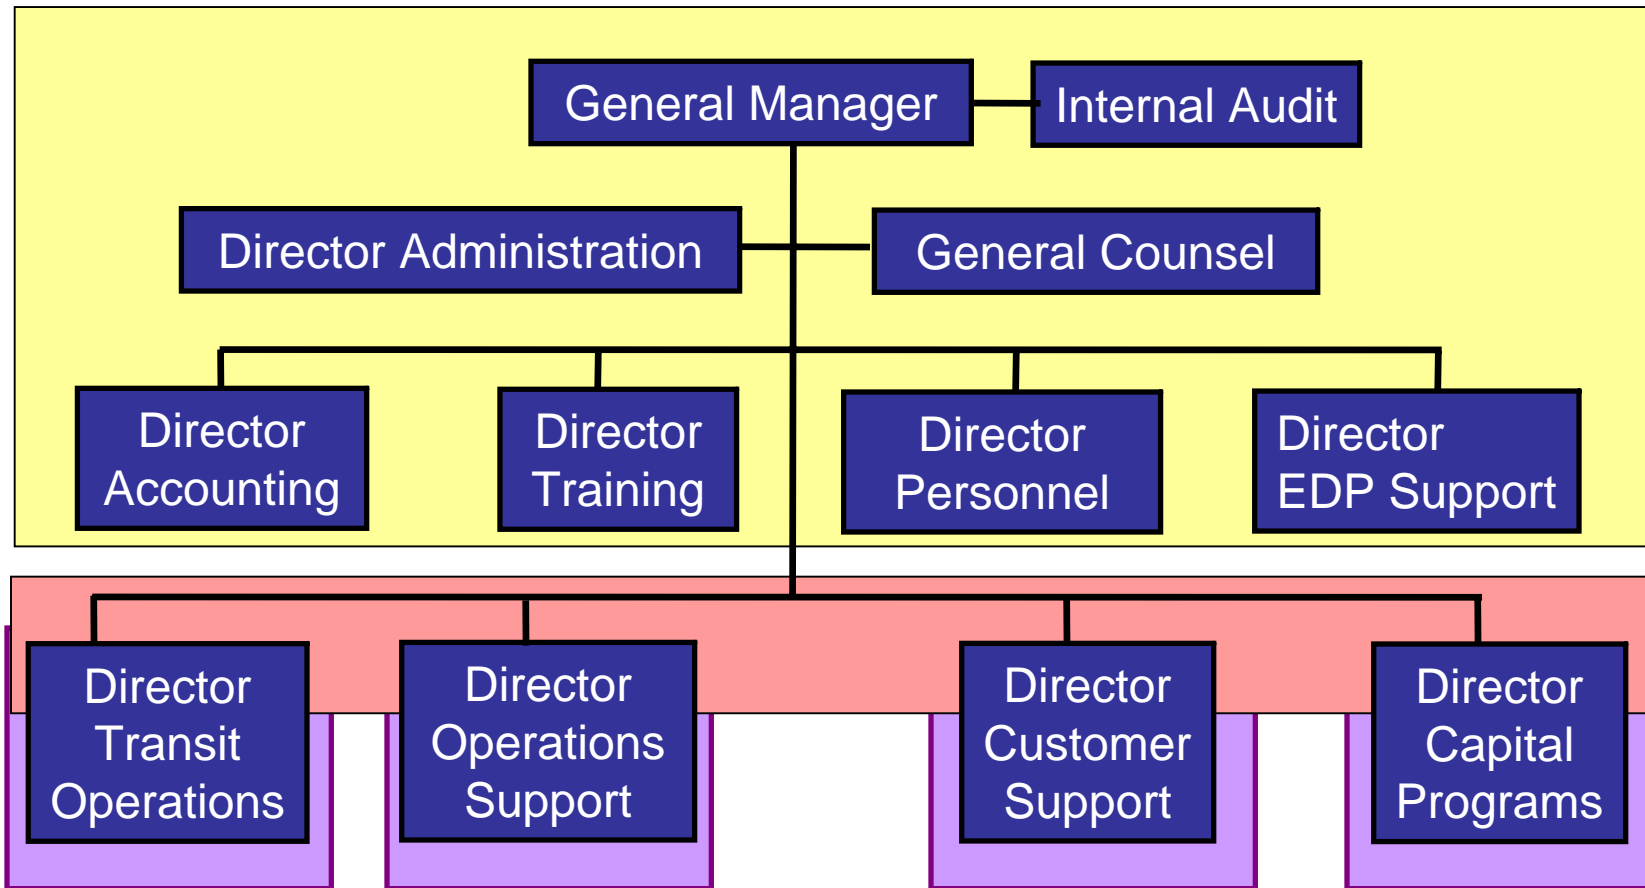 General Manager
Internal Audit
Director Administration
General Counsel
Director
Accounting
Director
Training
Director
Personnel
Director
EDP Support
Director
Transit
Operations
Director
Operations
Support
Director
Customer
Support
Director
Capital
Programs